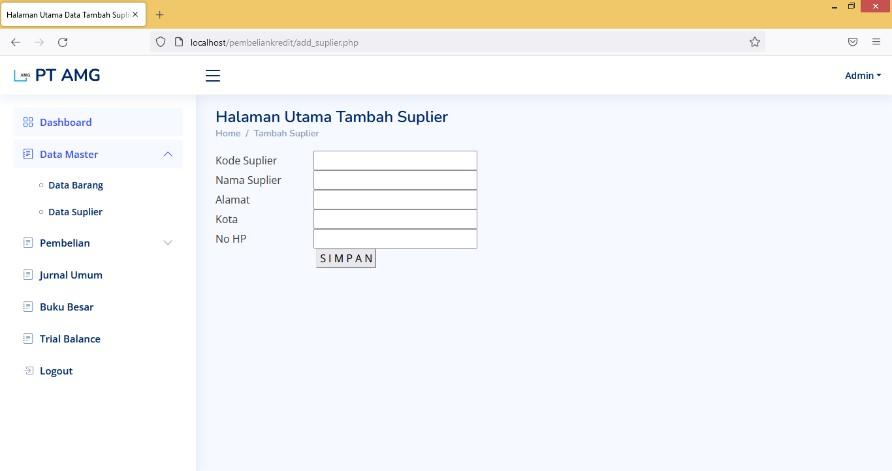 Halaman Utama Data Tambah Supli
localhost/pembeliankredit/add_suplier.php
AMG PT AMG
Admin
Dashboard
Data Master
Data Barang
Data Suplier
Pembelian
Jurnal Umum
Buku Besar
Trial Balance
Logout
Halaman Utama Tambah Suplier
Home / Tambah Suplier
Kode Suplier
Nama Suplier
Alamat
Kota
No HP
S I M P A N